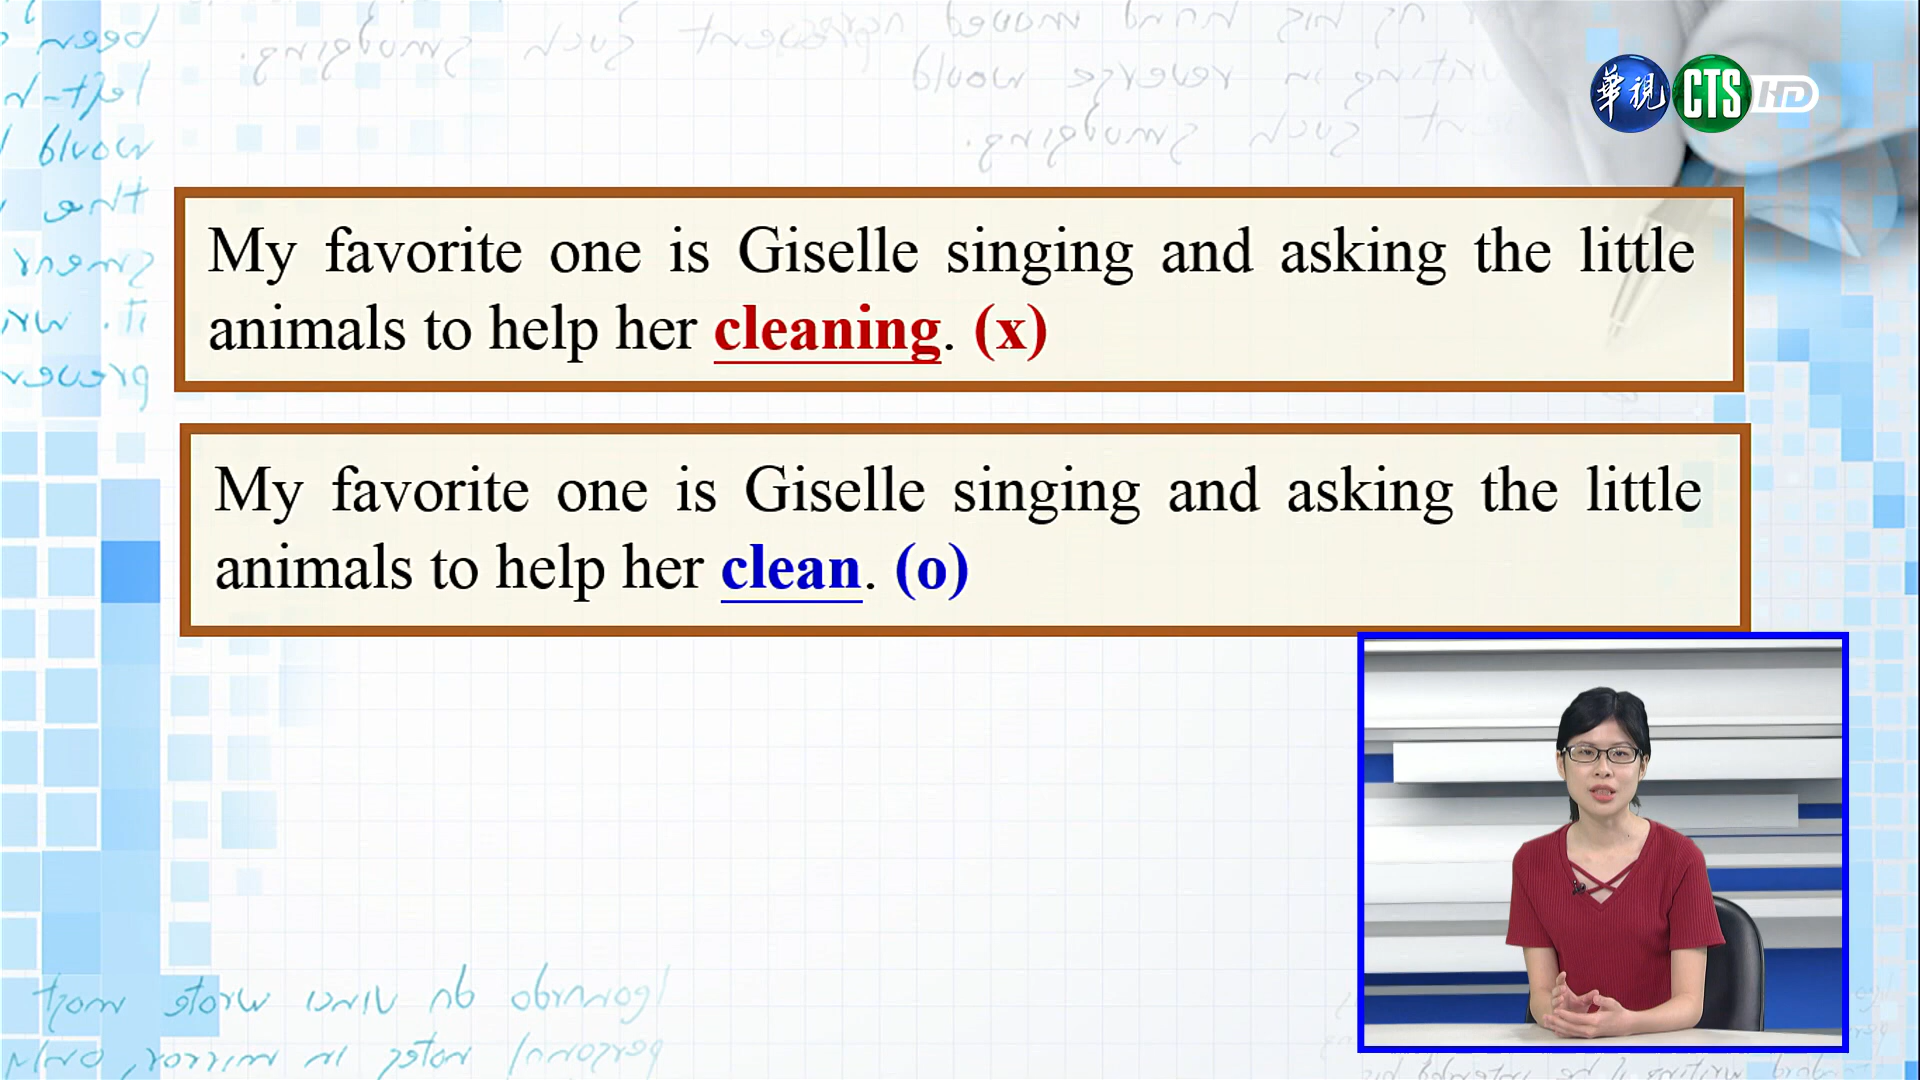 華視 CTS HD
My favorite one is Giselle singing and asking the little
animals to help her cleaning. (x)
My favorite one is Giselle singing and asking the little
animals to help her clean. (o)